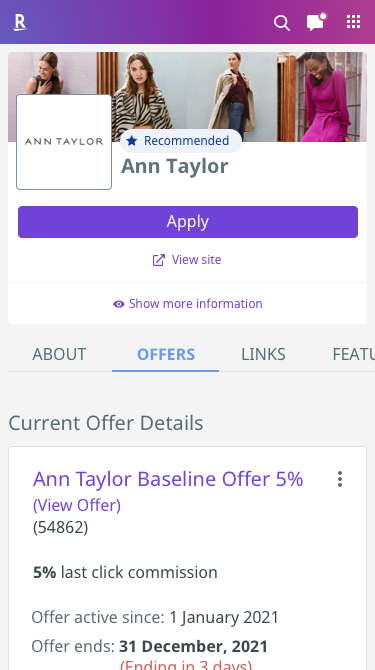 R
Recommended
ANN TAYLOR
Ann Taylor
Apply
View site
Show more information
ABOUT OFFERS LINKS FEATU
Current Offer Details
Ann Taylor Baseline Offer 5%
(View Offer)
(54862)
5% last click commission
Offer active since: 1 January 2021
Offer ends: 31 December, 2021
(Ending in 3 days)